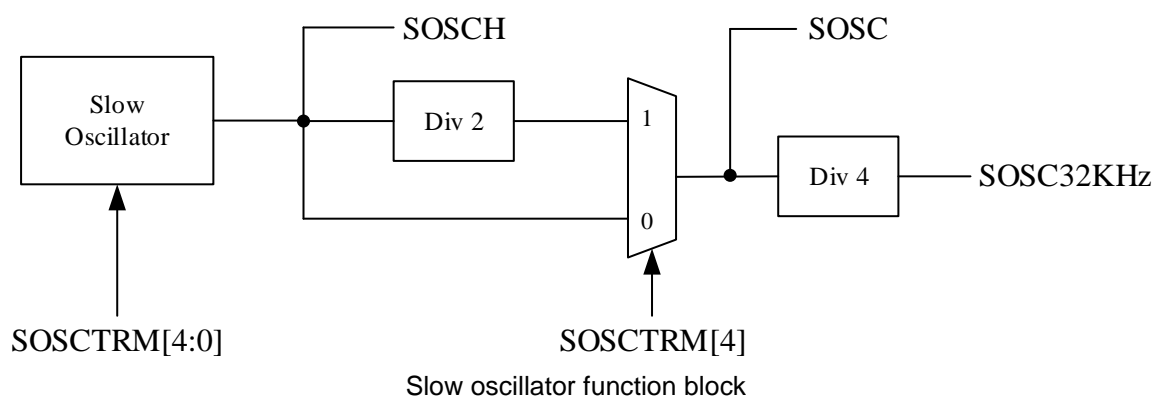 SOSCH
SOSC
Slow
Oscillator
Div 2
1
Div 4
SOSC32KHz
0
SOSCTRM[4:0]
SOSCTRM[4]
Slow oscillator function block